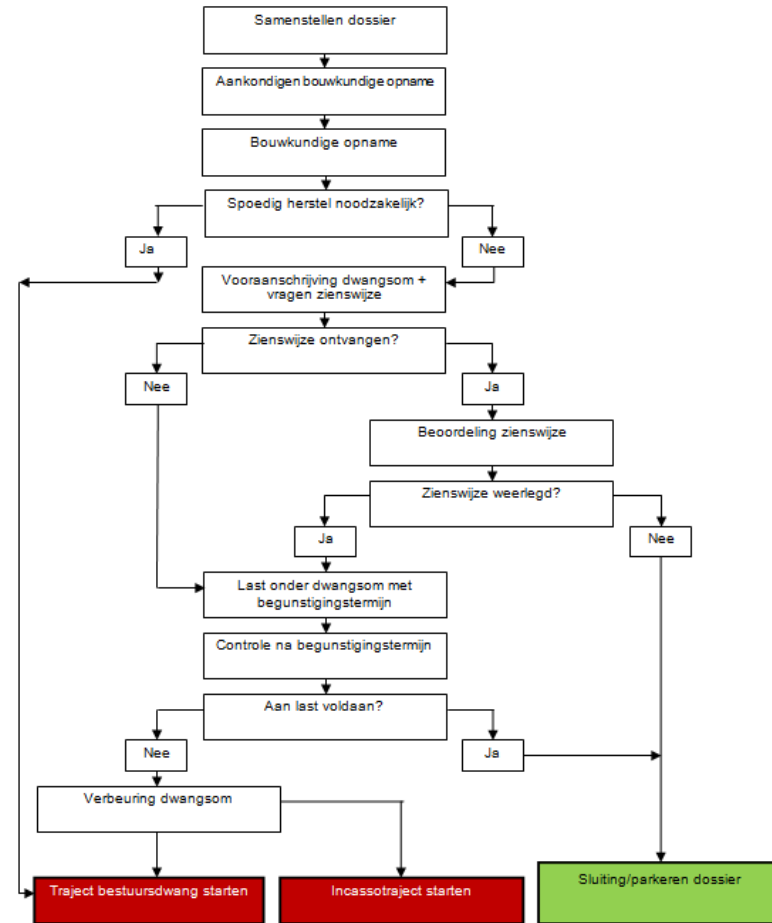 Samenstellen dossier
Aankondigen bouwkundige opname
Bouwkundige opname
Spoedig herstel noodzakelijk?
Ja
Nee
Vooraanschrijving dwangsom +
vragen zienswijze
Zienswijze ontvangen?
Nee
Ja
Beoordeling zienswijze
Zienswijze weerlegd?
Ja
Nee
Last onder dwangsom met
begunstigingstermijn
Controle na begunstigingstermijn
Aan last voldaan?
Nee
Ja
Verbeuring dwangsom
Traject bestuursdwang starten
Incassotraject starten
Sluiting/parkeren dossier